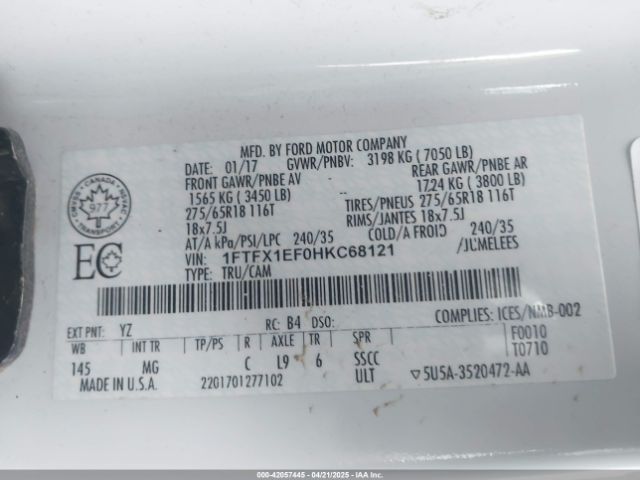 MFD. BY FORD MOTOR COMPANY
DATE: 01/17 GVWR/PNBV: 3198 KG ( 7050 LB)
FRONT GAWR/PNBE AV REAR GAWR/PNBE AR
1565 KG ( 3450 LB) 1724 KG ( 3800 LB)
275/65R18 116T TIRES/PNEUS 275/65R18 116T
18x7.5J RIMS/JANTES 18x7.5J
AT/A kPa/PSI/LPC 240/35 COLD/A FROID 240/35
VIN: 1FTFX1EF0HKC68121 /JUMELEES
TYPE: TRU/CAM
CANADA
0777
EC
EXT PNT: YZ RC: B4 DSO: COMPLIES: ICES/NMB-002
WB INT TR TP/PS R AXLE TR SPR F0010
145 MG C L9 6 SSCC T0710
MADE IN U.S.A. 2201701277102 ULT ▽5U5A-3520472-AA
000-42057445 - 04/21/2025 - IAAI Inc.